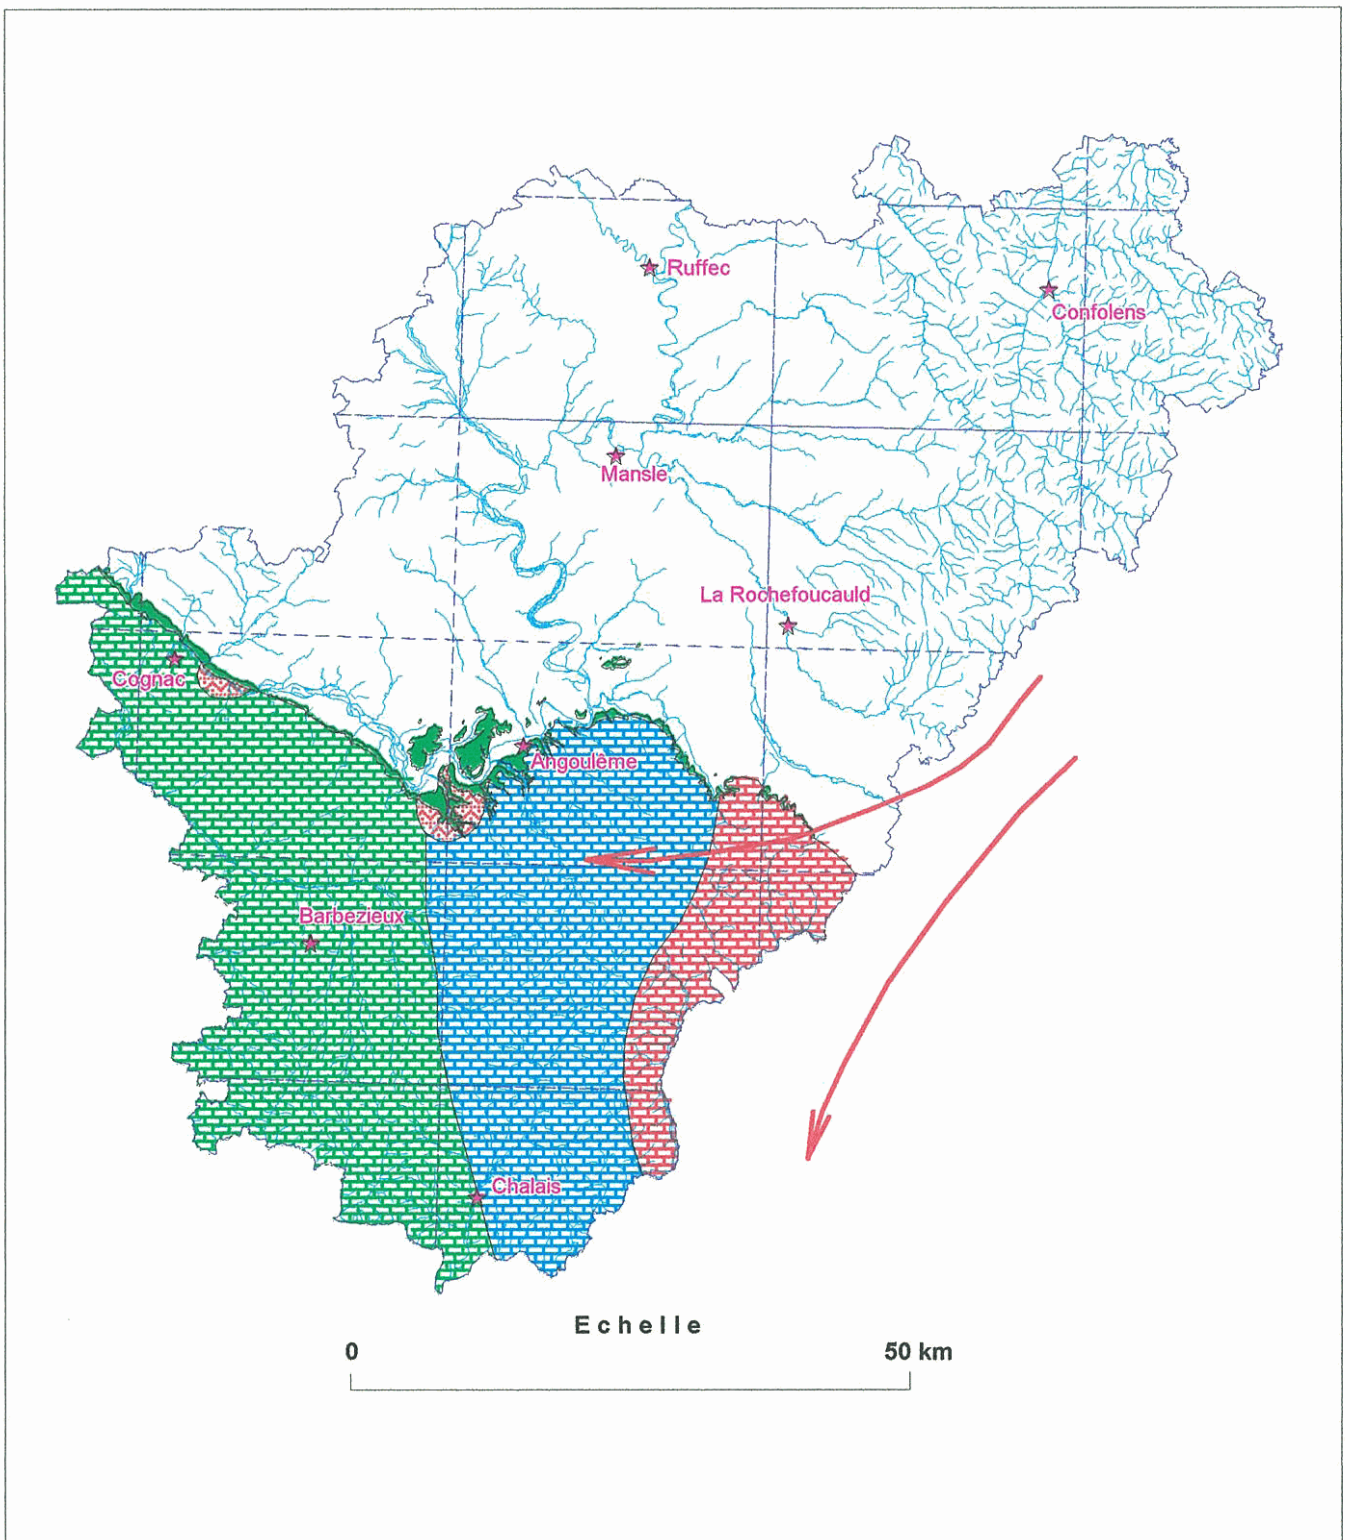 Ruffec
Confolens
Mansle
La Rochefoucauld
Cognac
Angoulême
Barbezieux
Chalais
Echelle
0 50 km